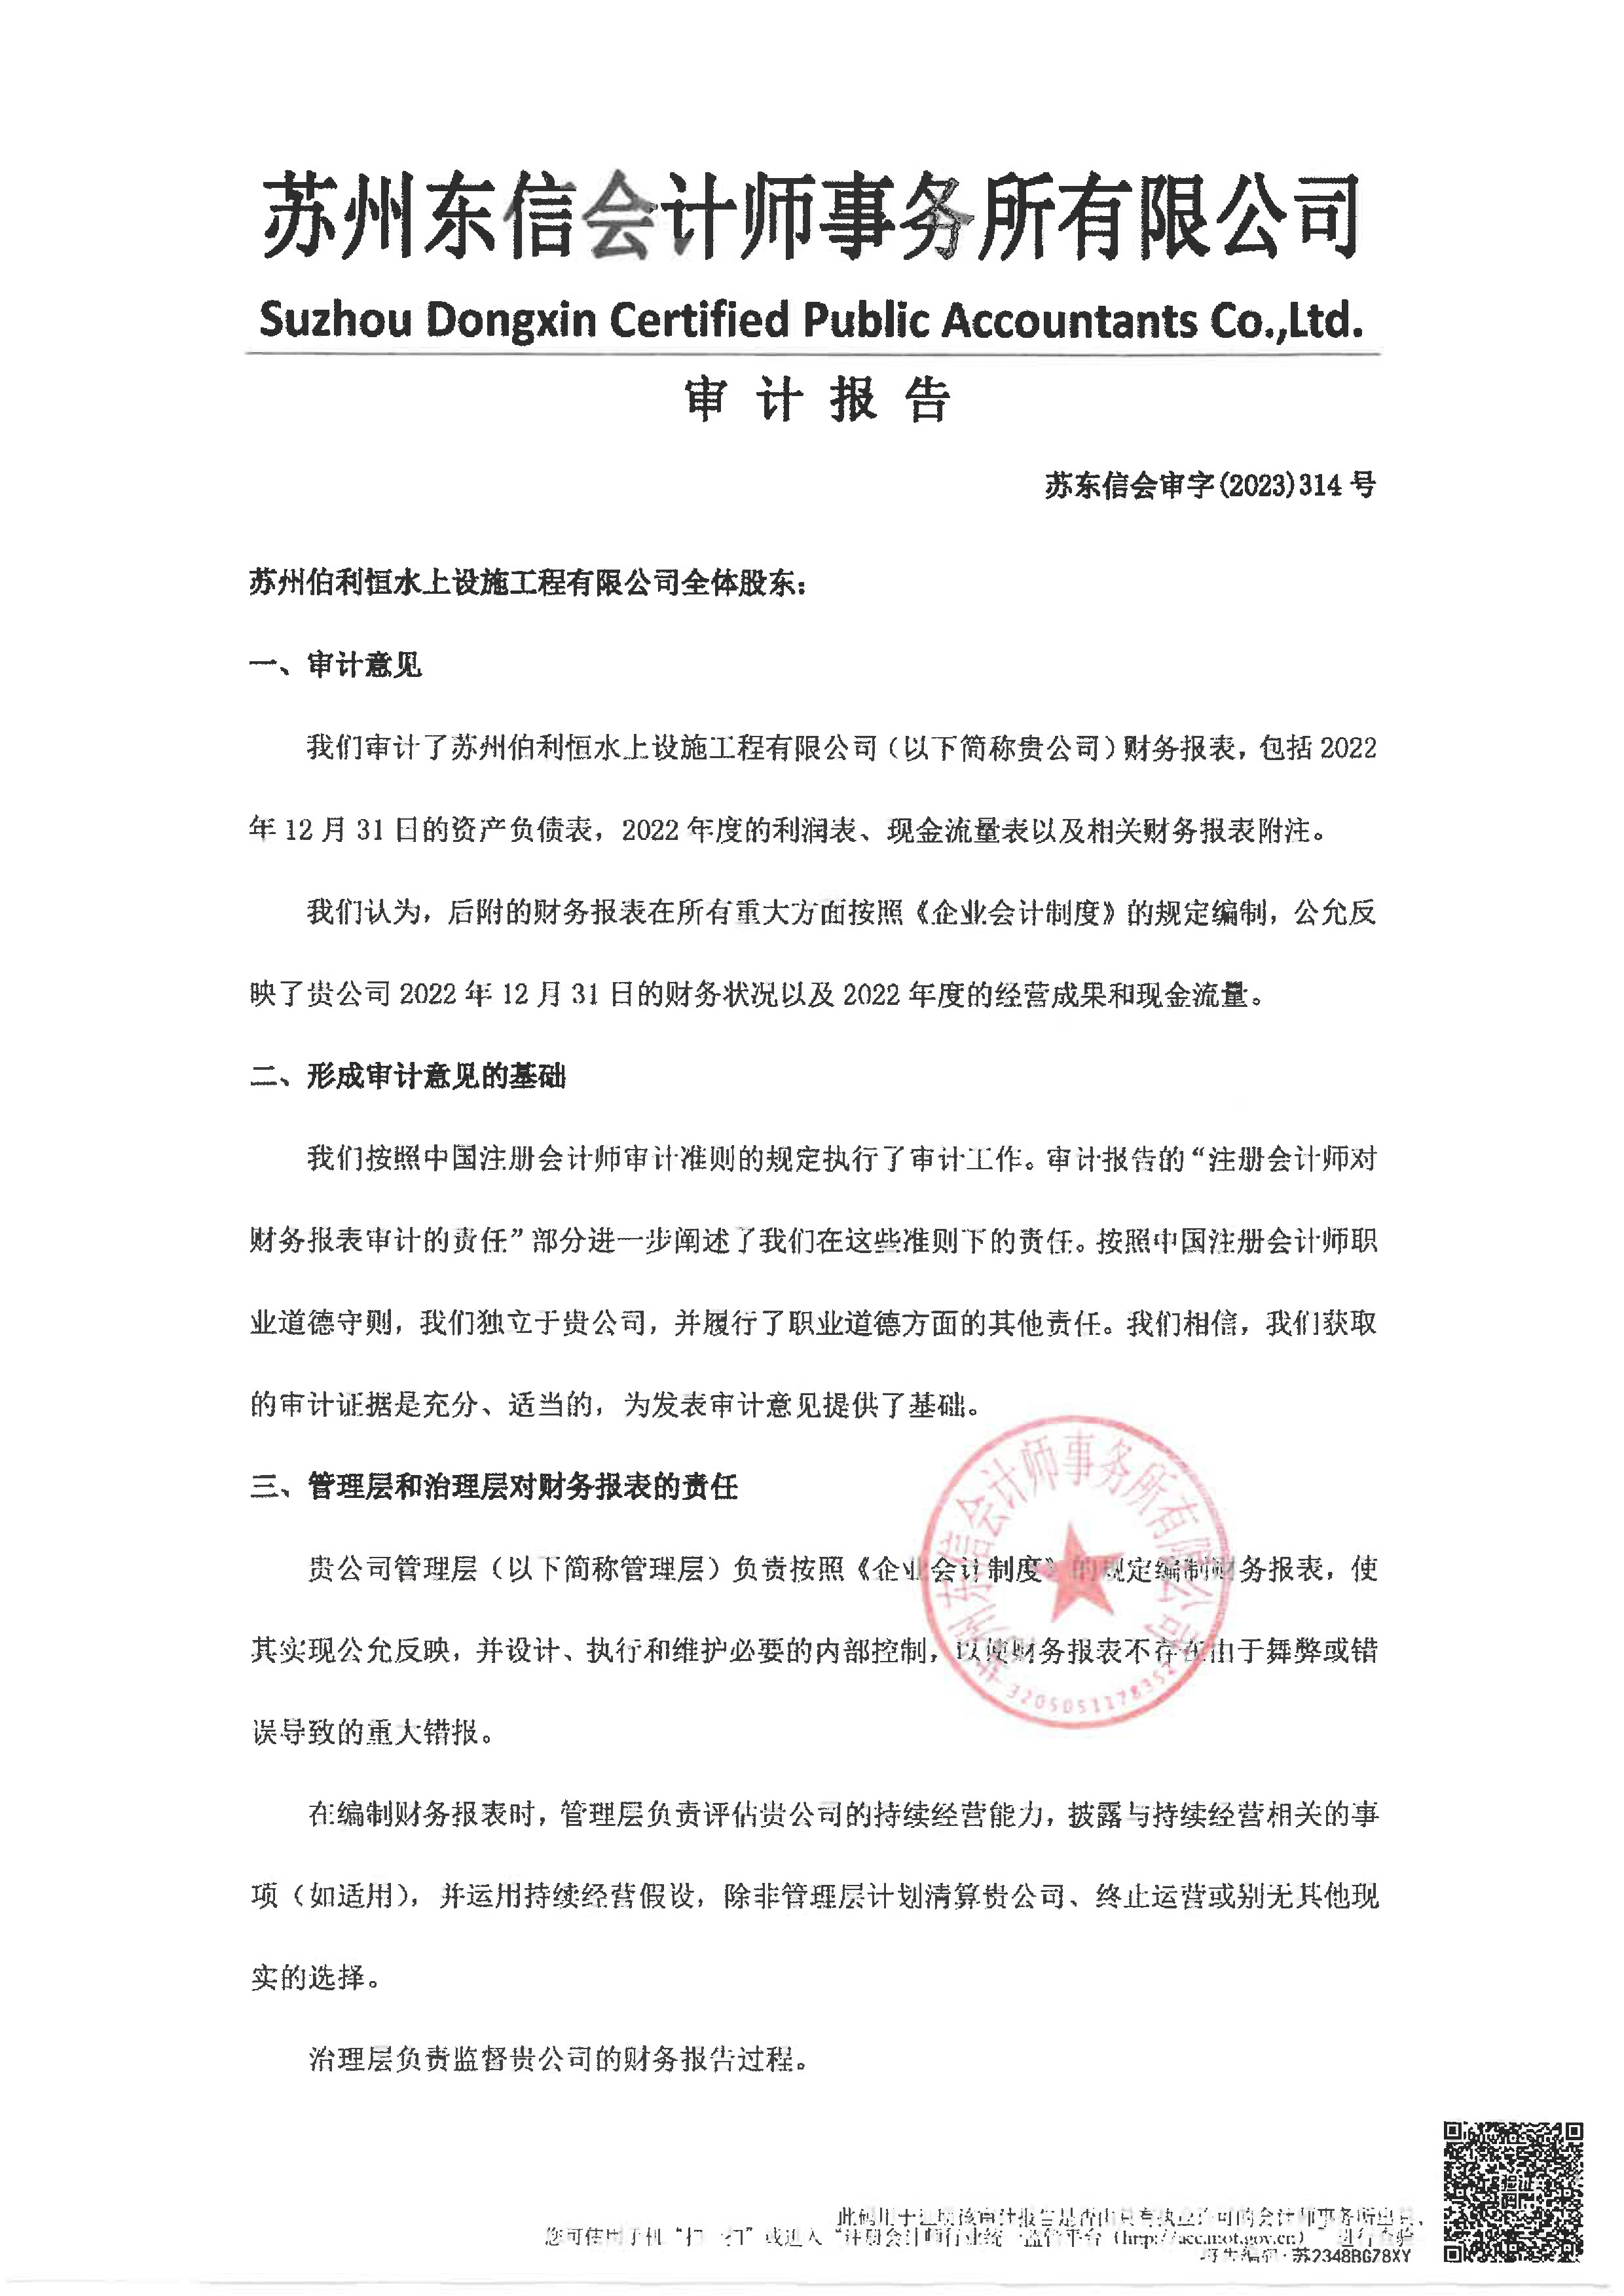 苏州东信会计师事务所有限公司
Suzhou Dongxin Certified Public Accountants Co.,Ltd.
审计报告
苏东信会审字(2023)314号
苏州伯利恒水上设施工程有限公司全体股东：
一、审计意见
我们审计了苏州伯利恒水上设施工程有限公司（以下简称贵公司）财务报表，包括2022
年12月31日的资产负债表，2022年度的利润表、现金流量表以及相关财务报表附注。
我们认为，后附的财务报表在所有重大方面按照《企业会计制度》的规定编制，公允反
映了贵公司2022年12月31日的财务状况以及2022年度的经营成果和现金流量。
二、形成审计意见的基础
我们按照中国注册会计师审计准则的规定执行了审计工作。审计报告的“注册会计师对
财务报表审计的责任”部分进一步阐述了我们在这些准则下的责任。按照中国注册会计师职
业道德守则，我们独立于贵公司，并履行了职业道德方面的其他责任。我们相信，我们获取
的审计证据是充分、适当的，为发表审计意见提供了基础。
三、管理层和治理层对财务报表的责任
贵公司管理层（以下简称管理层）负责按照《企业会计制度》的规定编制财务报表，使
其实现公允反映，并设计、执行和维护必要的内部控制，以使财务报表不存在由于舞弊或错
误导致的重大错报。
在编制财务报表时，管理层负责评估贵公司的持续经营能力，披露与持续经营相关的事
项（如适用），并运用持续经营假设，除非管理层计划清算贵公司、终止运营或别无其他现
实的选择。
治理层负责监督贵公司的财务报告过程。
苏州东信会计师事务所有限公司
3205051178352
验证
此码用于证明该审计报告是否由具有执业许可的会计师事务所出具，
您可使用手机“扫一扫”或进入“注册会计师行业统一监管平台（http://acc.mof.gov.cn）”进行查验
报告编码：苏2348BG78XY